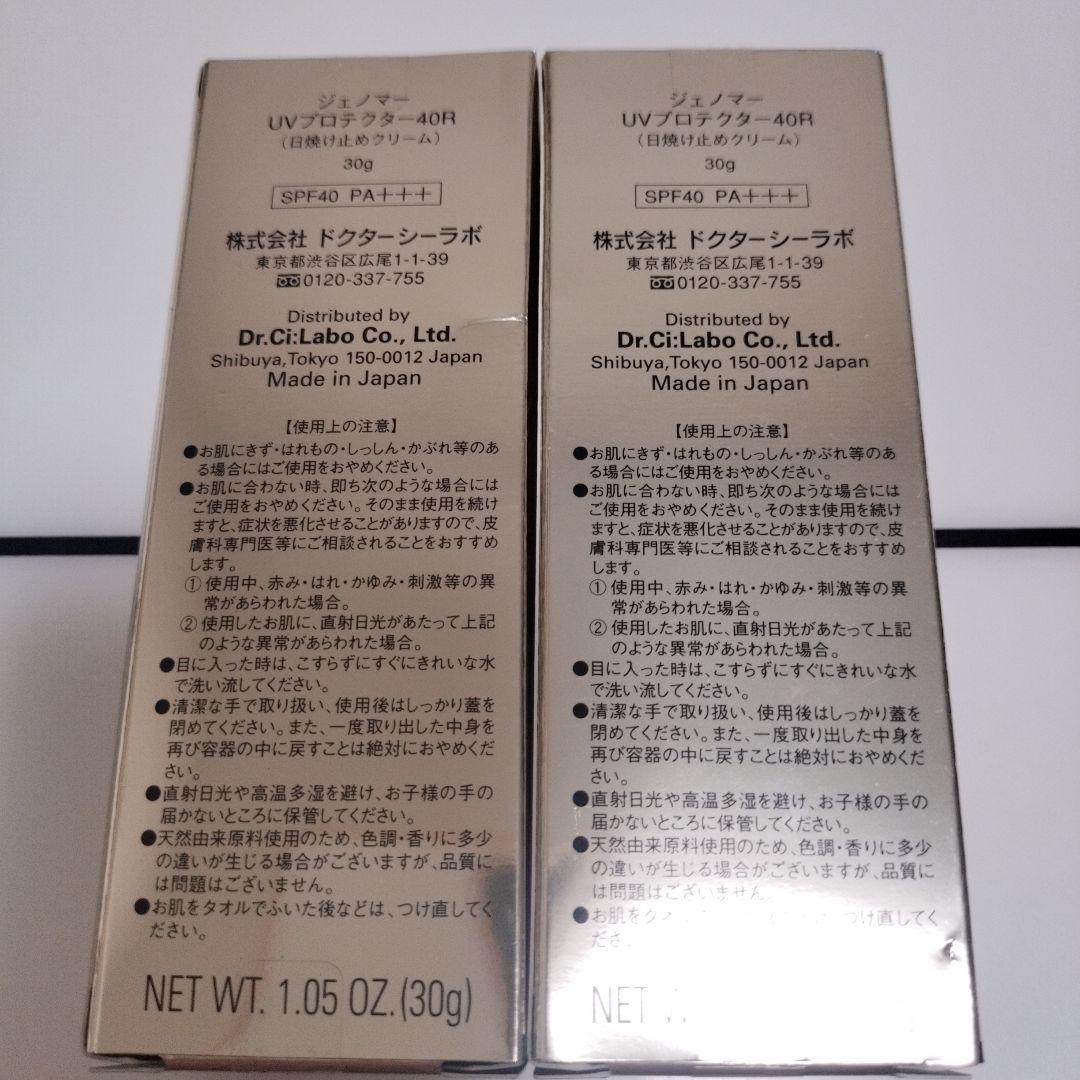 ジェノマー
UVプロテクター40R
(日焼け止めクリーム)
30g
SPF40 PA+++
株式会社 ドクターシーラボ
東京都渋谷区広尾1-1-39
0120-337-755
Distributed by
Dr.Ci:Labo Co., Ltd.
Shibuya,Tokyo 150-0012 Japan
Made in Japan
【使用上の注意】
●お肌にきず・はれもの・しっしん・かぶれ等のあ
る場合にはご使用をおやめください。
●お肌に合わない時、即ち次のような場合には
ご使用をおやめください。そのまま使用を続け
ますと、症状を悪化させることがありますので、皮
膚科専門医等にご相談されることをおすすめ
します。
① 使用中、赤み・はれ・かゆみ・刺激等の異
常があらわれた場合。
② 使用したお肌に、直射日光があたって上記
のような異常があらわれた場合。
●目に入った時は、こすらずにすぐにきれいな水
で洗い流してください。
●清潔な手で取り扱い、使用後はしっかり蓋を
閉めてください。また、一度取り出した中身を
再び容器の中に戻すことは絶対におやめくだ
さい。
●直射日光や高温多湿を避け、お子様の手の
届かないところに保管してください。
●天然由来原料使用のため、色調・香りに多少
の違いが生じる場合がございますが、品質に
は問題はございません。
●お肌をタオルでふいた後などは、つけ直してく
ださい。
NET WT. 1.05 OZ.(30g)
ジェノマー
UVプロテクター40R
(日焼け止めクリーム)
30g
SPF40 PA+++
株式会社 ドクターシーラボ
東京都渋谷区広尾1-1-39
0120-337-755
Distributed by
Dr.Ci:Labo Co., Ltd.
Shibuya,Tokyo 150-0012 Japan
Made in Japan
【使用上の注意】
●お肌にきず・はれもの・しっしん・かぶれ等のあ
る場合にはご使用をおやめください。
●お肌に合わない時、即ち次のような場合には
ご使用をおやめください。そのまま使用を続け
ますと、症状を悪化させることがありますので、皮
膚科専門医等にご相談されることをおすすめ
します。
① 使用中、赤み・はれ・かゆみ・刺激等の異
常があらわれた場合。
② 使用したお肌に、直射日光があたって上記
のような異常があらわれた場合。
●目に入った時は、こすらずにすぐにきれいな水
で洗い流してください。
●清潔な手で取り扱い、使用後はしっかり蓋を
閉めてください。また、一度取り出した中身を
再び容器の中に戻すことは絶対におやめくだ
さい。
●直射日光や高温多湿を避け、お子様の手の
届かないところに保管してください。
●天然由来原料使用のため、色調・香りに多少
の違いが生じる場合がございますが、品質に
は問題はございません。
●お肌をタ つけ直してく
ださ
NET